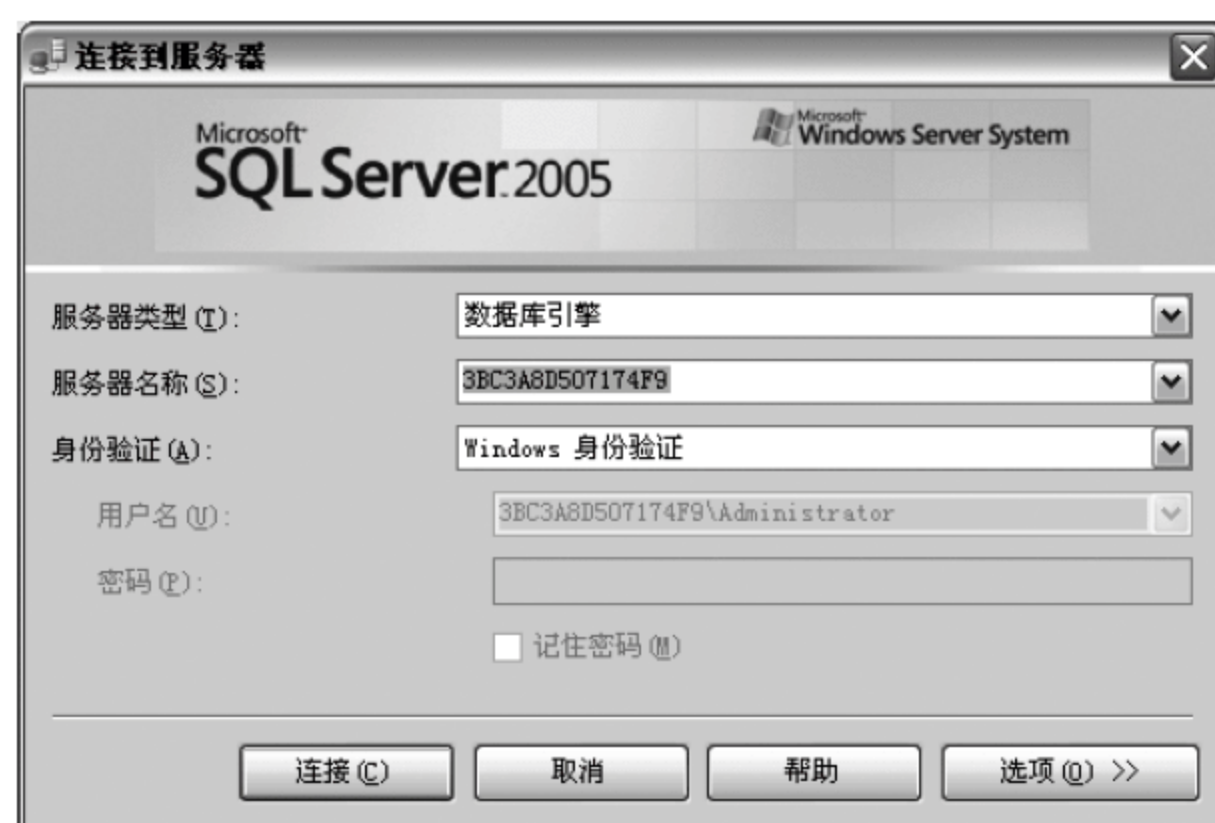 连接到服务器
Microsoft
SQL Server 2005
Microsoft
Windows Server System
服务器类型(T):
数据库引擎
服务器名称(S):
3BC3A8D507174F9
身份验证(A):
Windows 身份验证
用户名(U):
3BC3A8D507174F9\Administrator
密码(P):
记住密码(M)
连接(C)
取消
帮助
选项(O) >>